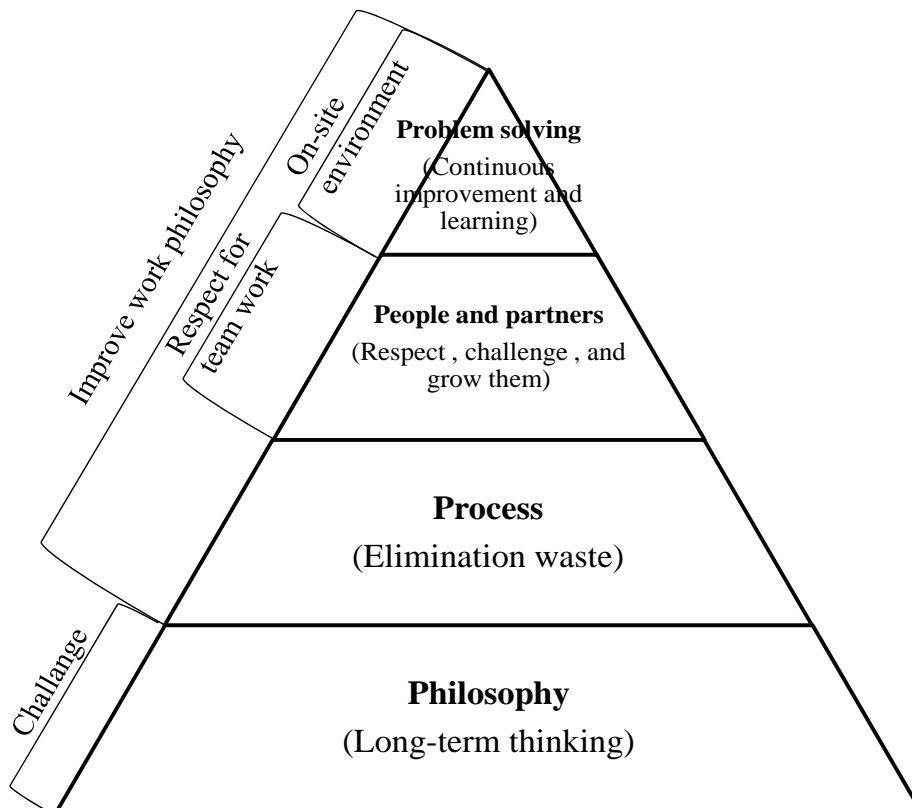 Improve work philosophy
On-site
environment
Respect for
team work
Challange
Problem solving
(Continuous
improvement and
learning)
People and partners
(Respect , challenge , and
grow them)
Process
(Elimination waste)
Philosophy
(Long-term thinking)